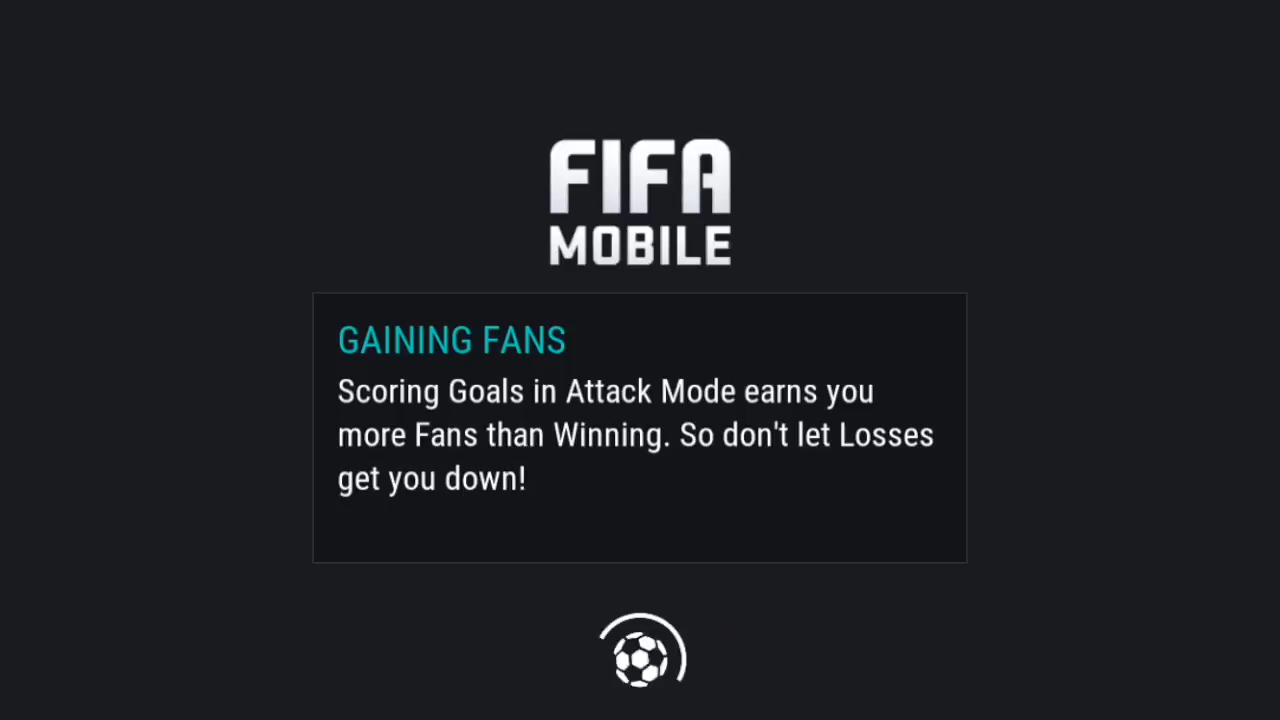 FIFA
MOBILE
GAINING FANS
Scoring Goals in Attack Mode earns you
more Fans than Winning. So don't let Losses
get you down!